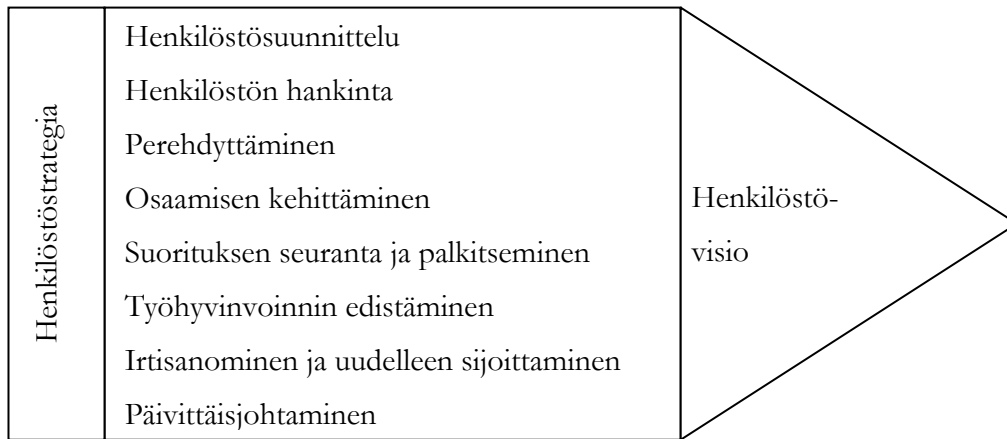 Henkilöstöstrategia
Henkilöstösuunnittelu
Henkilöstön hankinta
Perehdyttäminen
Osaamisen kehittäminen
Suorituksen seuranta ja palkitseminen
Työhyvinvoinnin edistäminen
Irtisanominen ja uudelleen sijoittaminen
Päivittäisjohtaminen
Henkilöstö-
visio